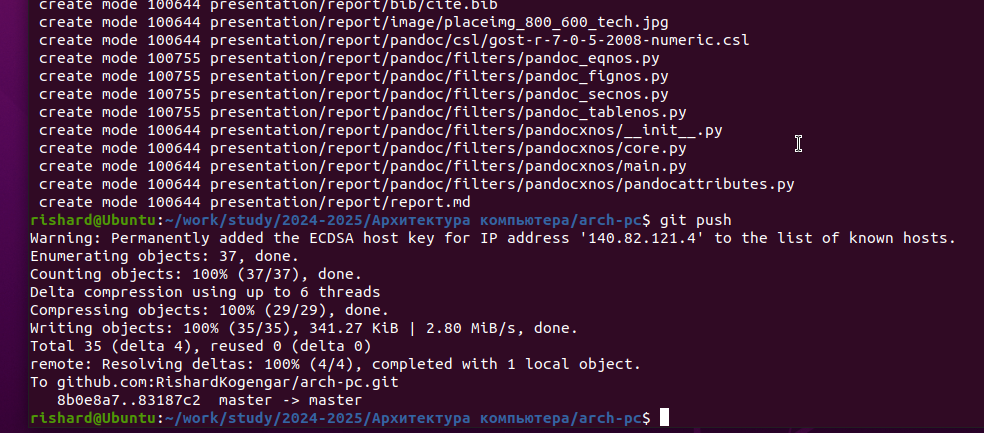 create mode 100644 presentation/report/bib/cite.bib
create mode 100644 presentation/report/image/placeimg_800_600_tech.jpg
create mode 100644 presentation/report/pandoc/csl/gost-r-7-0-5-2008-numeric.csl
create mode 100755 presentation/report/pandoc/filters/pandoc_eqnos.py
create mode 100755 presentation/report/pandoc/filters/pandoc_fignos.py
create mode 100755 presentation/report/pandoc/filters/pandoc_secnos.py
create mode 100755 presentation/report/pandoc/filters/pandoc_tablenos.py
create mode 100644 presentation/report/pandoc/filters/pandocxnos/__init__.py
create mode 100644 presentation/report/pandoc/filters/pandocxnos/core.py
create mode 100644 presentation/report/pandoc/filters/pandocxnos/main.py
create mode 100644 presentation/report/pandoc/filters/pandocxnos/pandocattributes.py
create mode 100644 presentation/report/report.md
rishard@Ubuntu:~/work/study/2024-2025/Архитектура компьютера/arch-pc$ git push
Warning: Permanently added the ECDSA host key for IP address '140.82.121.4' to the list of known hosts.
Enumerating objects: 37, done.
Counting objects: 100% (37/37), done.
Delta compression using up to 6 threads
Compressing objects: 100% (29/29), done.
Writing objects: 100% (35/35), 341.27 KiB | 2.80 MiB/s, done.
Total 35 (delta 4), reused 0 (delta 0)
remote: Resolving deltas: 100% (4/4), completed with 1 local object.
To github.com:RishardKogengar/arch-pc.git
8b0e8a7..83187c2  master -> master
rishard@Ubuntu:~/work/study/2024-2025/Архитектура компьютера/arch-pc$